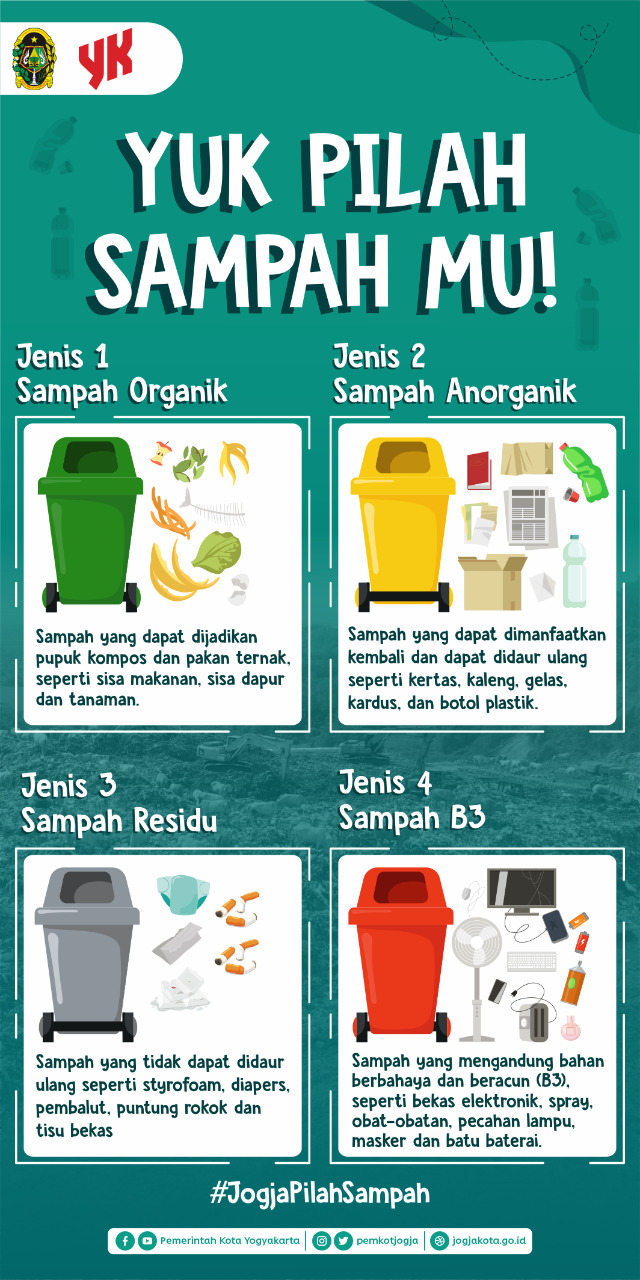 YK
YUK PILAH
SAMPAH MU!
Jenis 1
Sampah Organik
Sampah yang dapat dijadikan
pupuk kompos dan pakan ternak,
seperti sisa makanan, sisa dapur
dan tanaman.
Jenis 2
Sampah Anorganik
Sampah yang dapat dimanfaatkan
kembali dan dapat didaur ulang
seperti kertas, kaleng, gelas,
kardus, dan botol plastik.
Jenis 3
Sampah Residu
Sampah yang tidak dapat didaur
ulang seperti styrofoam, diapers,
pembalut, puntung rokok dan
tisu bekas
Jenis 4
Sampah B3
Sampah yang mengandung bahan
berbahaya dan beracun (B3),
seperti bekas elektronik, spray,
obat-obatan, pecahan lampu,
masker dan batu baterai.
#JogjaPilahSampah
Pemerintah Kota Yogyakarta | pemkotjogja | jogjakota.go.id